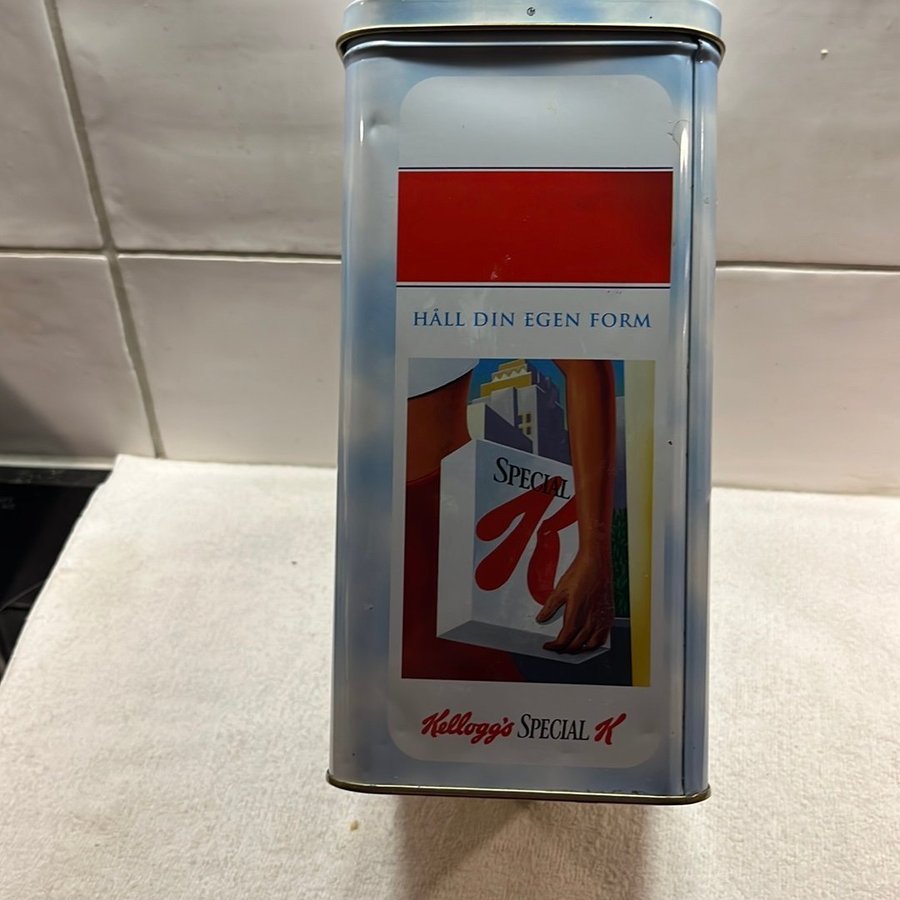 HÅLL DIN EGEN FORM
SPECIAL
K
Kellogg's SPECIAL K